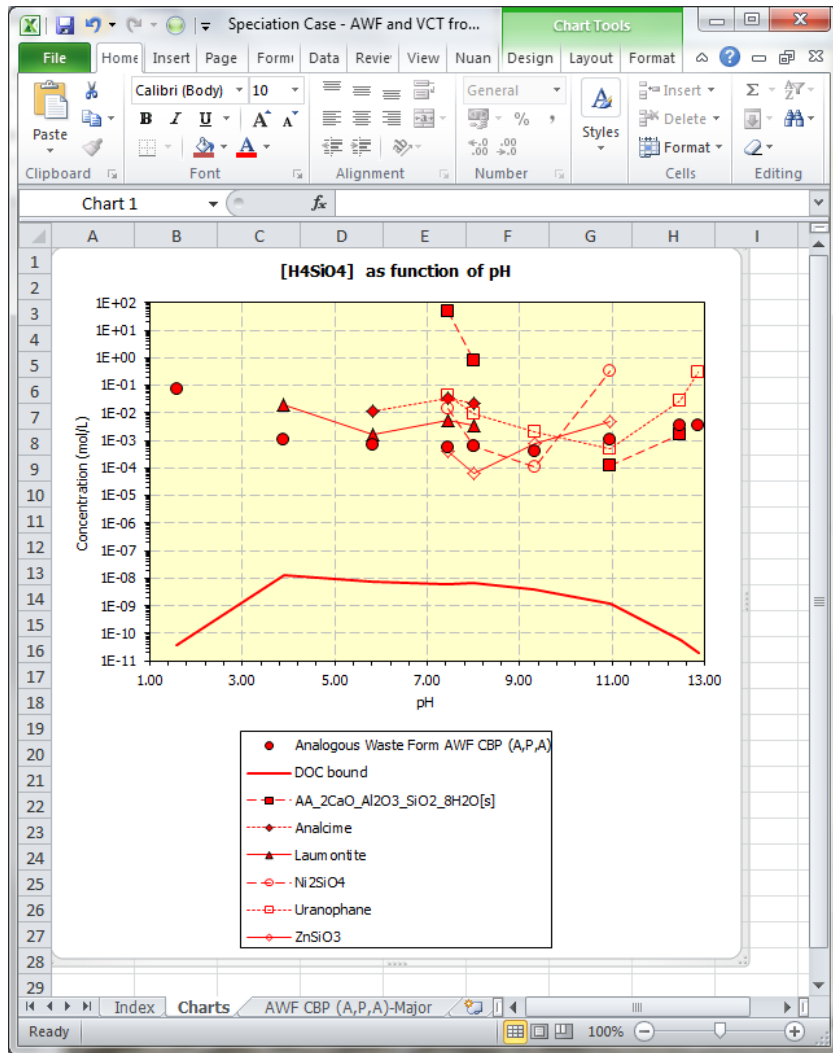 Speciation Case - AWF and VCT fro...
Chart Tools
File Home Insert Page Formu Data Revie View Nuan Design Layout Format
Calibri (Body) 10 General Insert
Paste B I U A A % , Styles Delete
A Format
Clipboard Font Alignment Number Cells Editing
Chart 1 fx
A B C D E F G H I
1
2
3
4
5
6
7
8
9
10
11
12
13
14
15
16
17
18
19
20
21
22
23
24
25
26
27
28
29
[H4SiO4] as function of pH
Concentration (mol/L)
1E+02
1E+01
1E+00
1E-01
1E-02
1E-03
1E-04
1E-05
1E-06
1E-07
1E-08
1E-09
1E-10
1E-11
1.00 3.00 5.00 7.00 9.00 11.00 13.00
pH
Analogous Waste Form AWF CBP (A,P,A)
DOC bound
AA_2CaO_Al2O3_SiO2_8H2O[s]
Analcime
Laumontite
Ni2SiO4
Uranophane
ZnSiO3
Index Charts AWF CBP (A,P,A)-Major
Ready 100%